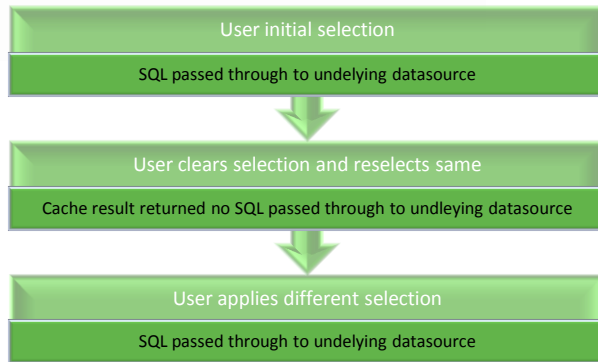 User initial selection
SQL passed through to undelying datasource
User clears selection and reselects same
Cache result returned no SQL passed through to undleying datasource
User applies different selection
SQL passed through to undelying datasource